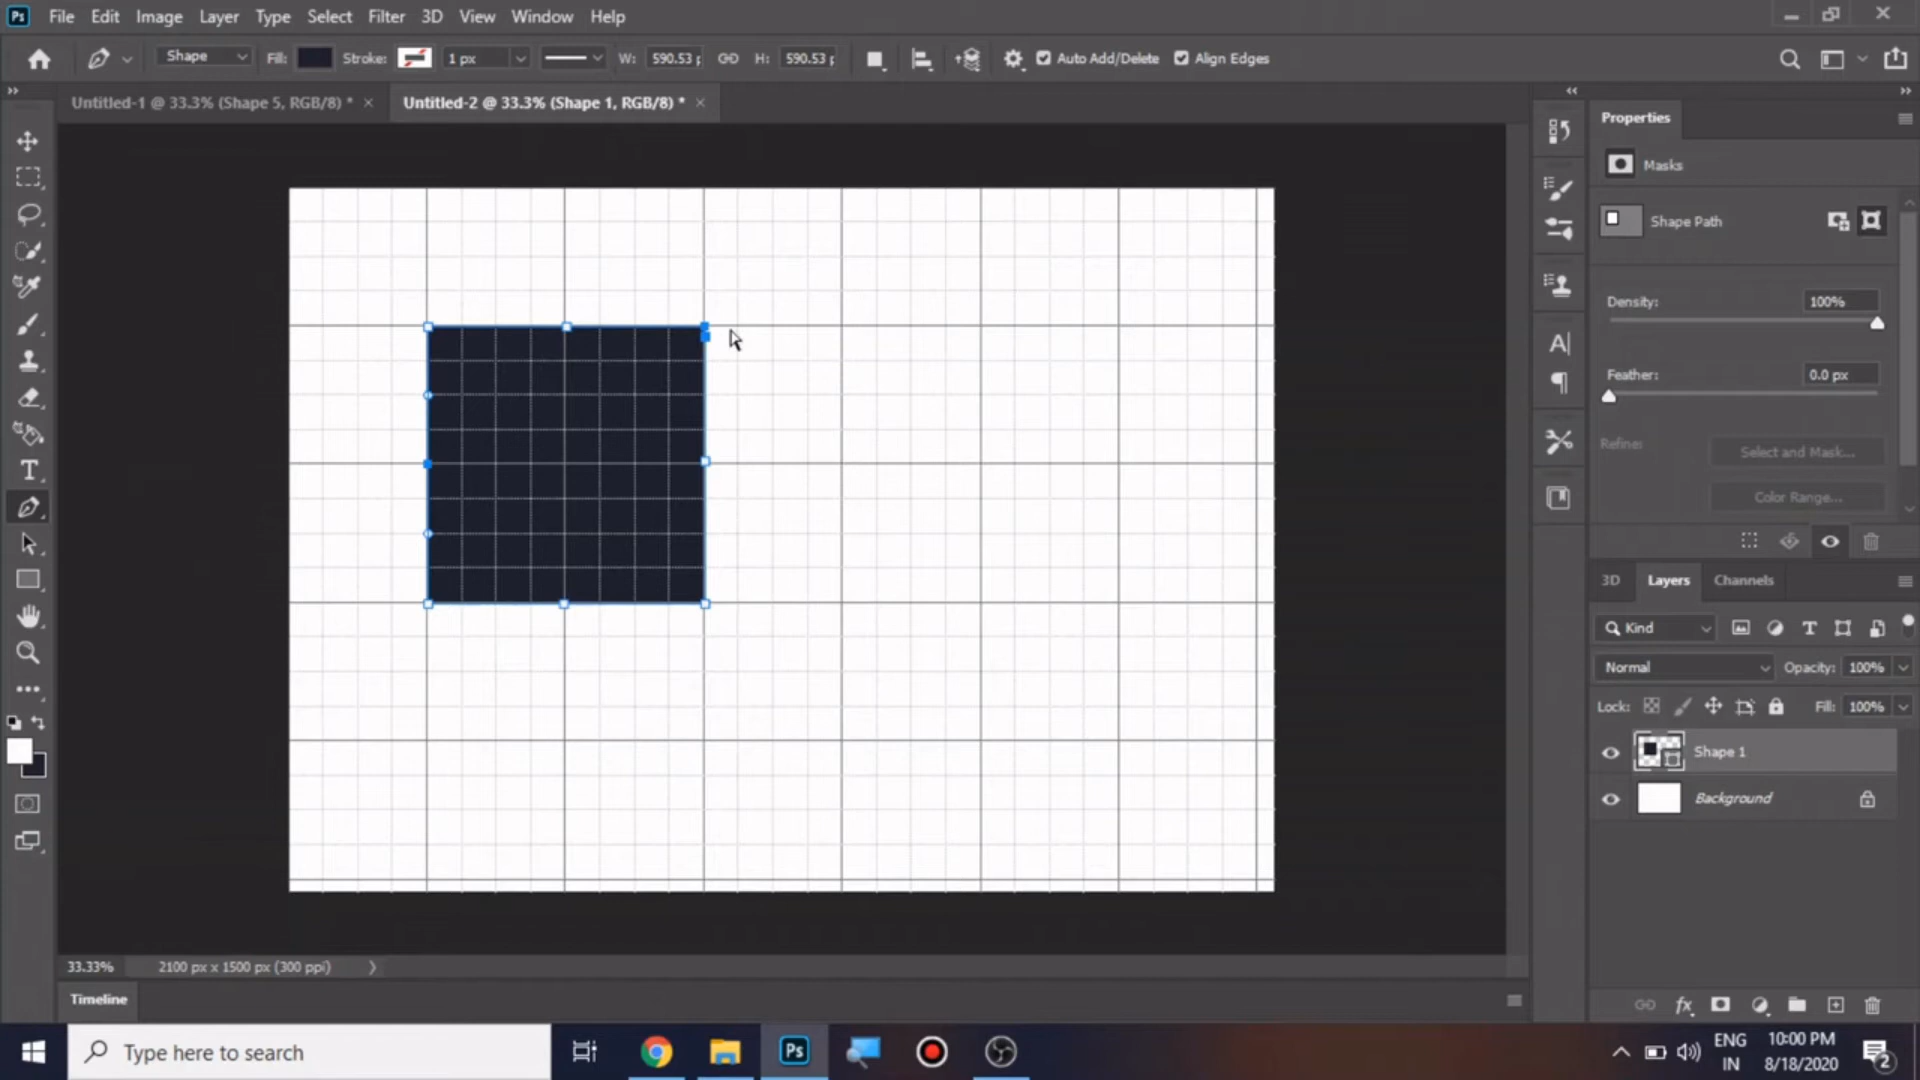 Ps File Edit Image Layer Type Select Filter 3D View Window Help
Shape Fill: Stroke: 1 px W: 590.53 p H: 590.53 p Auto Add/Delete Align Edges
Untitled-1 @ 33.3% (Shape 5, RGB/8) * × Untitled-2 @ 33.3% (Shape 1, RGB/8) * ×
Properties
Masks
Shape Path
Density: 100%
Feather: 0.0 px
Refine: Select and Mask...
Color Range...
3D Layers Channels
Kind
Normal Opacity: 100%
Lock: Fill: 100%
Shape 1
Background
33.33% 2100 px x 1500 px (300 ppi)
Timeline
Type here to search
Ps
ENG
IN
10:00 PM
8/18/2020
2